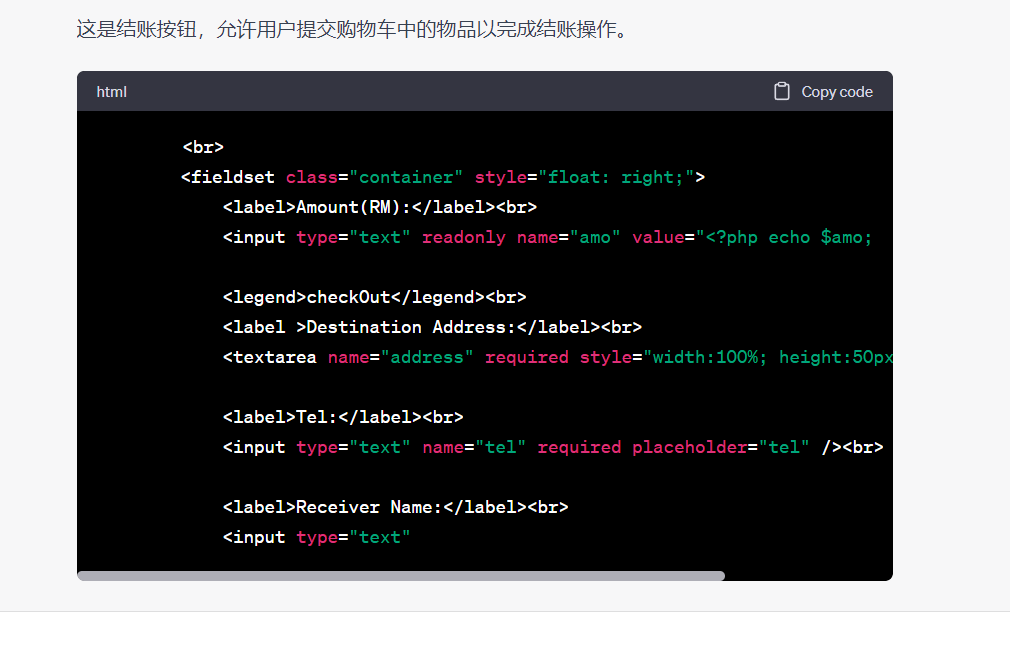 这是结账按钮，允许用户提交购物车中的物品以完成结账操作。
html Copy code
<br>
<fieldset class="container" style="float: right;">
<label>Amount(RM):</label><br>
<input type="text" readonly name="amo" value="<?php echo $amo;
<legend>checkOut</legend><br>
<label >Destination Address:</label><br>
<textarea name="address" required style="width:100%; height:50px
<label>Tel:</label><br>
<input type="text" name="tel" required placeholder="tel" /><br>
<label>Receiver Name:</label><br>
<input type="text"